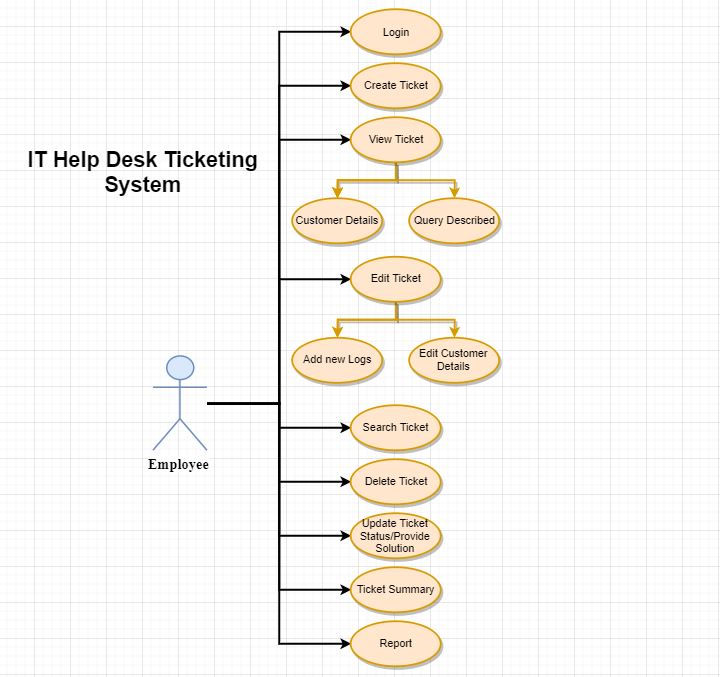 Login
Create Ticket
View Ticket
IT Help Desk Ticketing
System
Customer Details
Query Described
Edit Ticket
Add new Logs
Edit Customer
Details
Search Ticket
Employee
Delete Ticket
Update Ticket
Status/Provide
Solution
Ticket Summary
Report